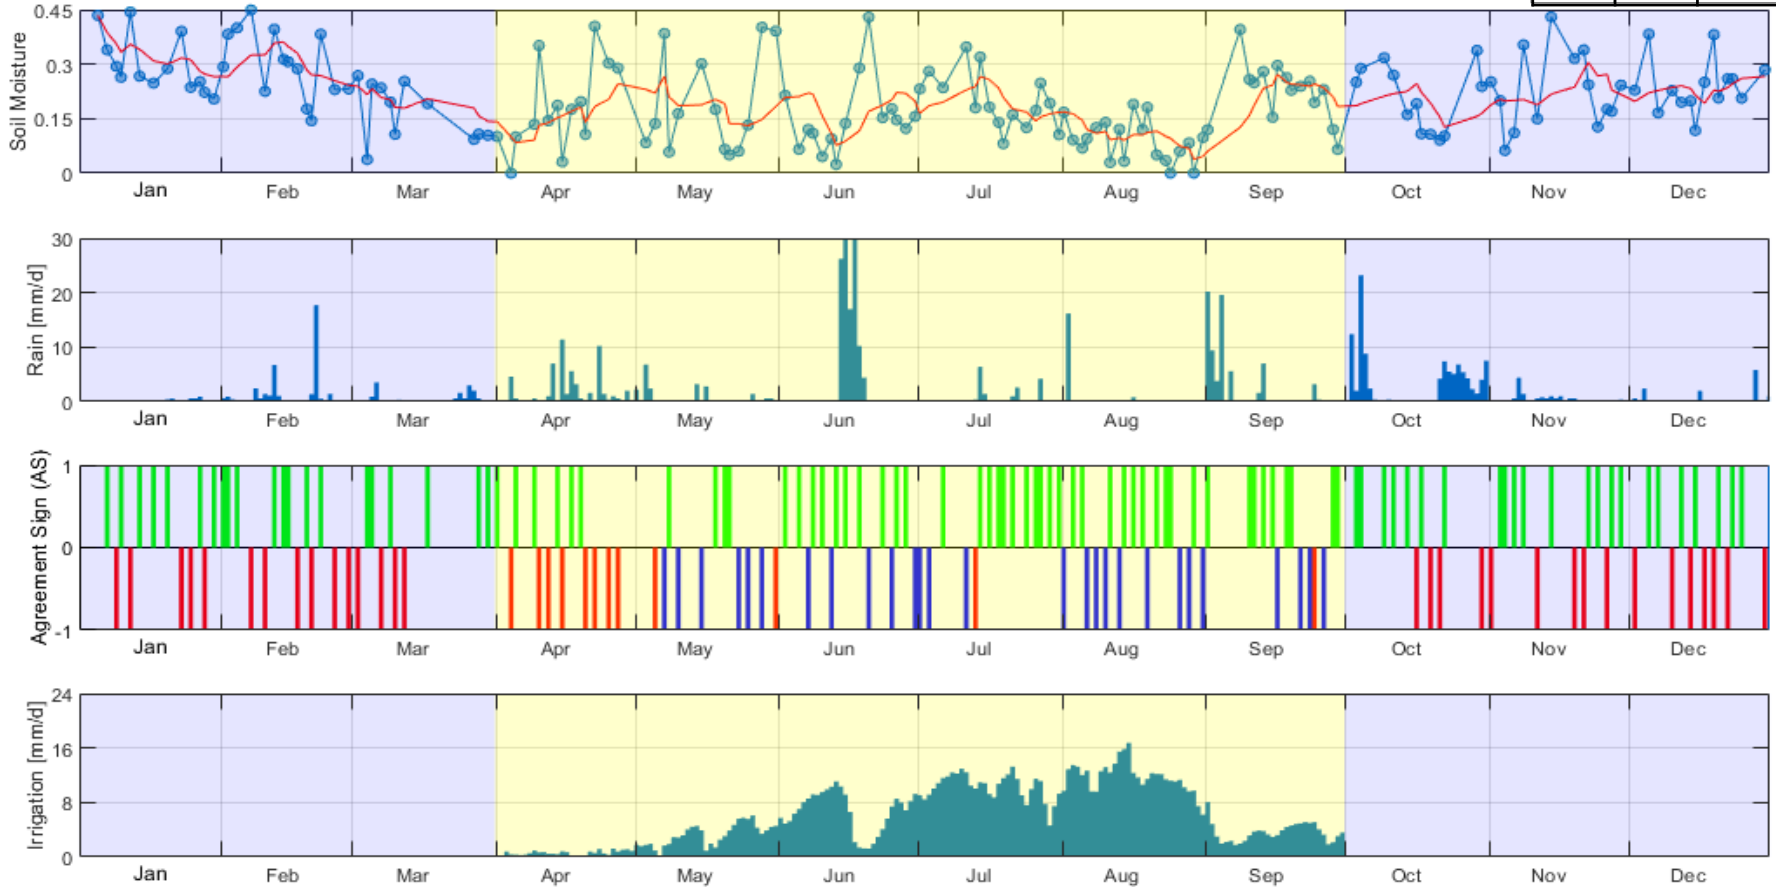 Soil Moisture
0.45
0.3
0.15
0
Jan Feb Mar Apr May Jun Jul Aug Sep Oct Nov Dec
Rain [mm/d]
30
20
10
0
Jan Feb Mar Apr May Jun Jul Aug Sep Oct Nov Dec
Agreement Sign (AS)
1
0
-1
Jan Feb Mar Apr May Jun Jul Aug Sep Oct Nov Dec
Irrigation [mm/d]
24
16
8
0
Jan Feb Mar Apr May Jun Jul Aug Sep Oct Nov Dec